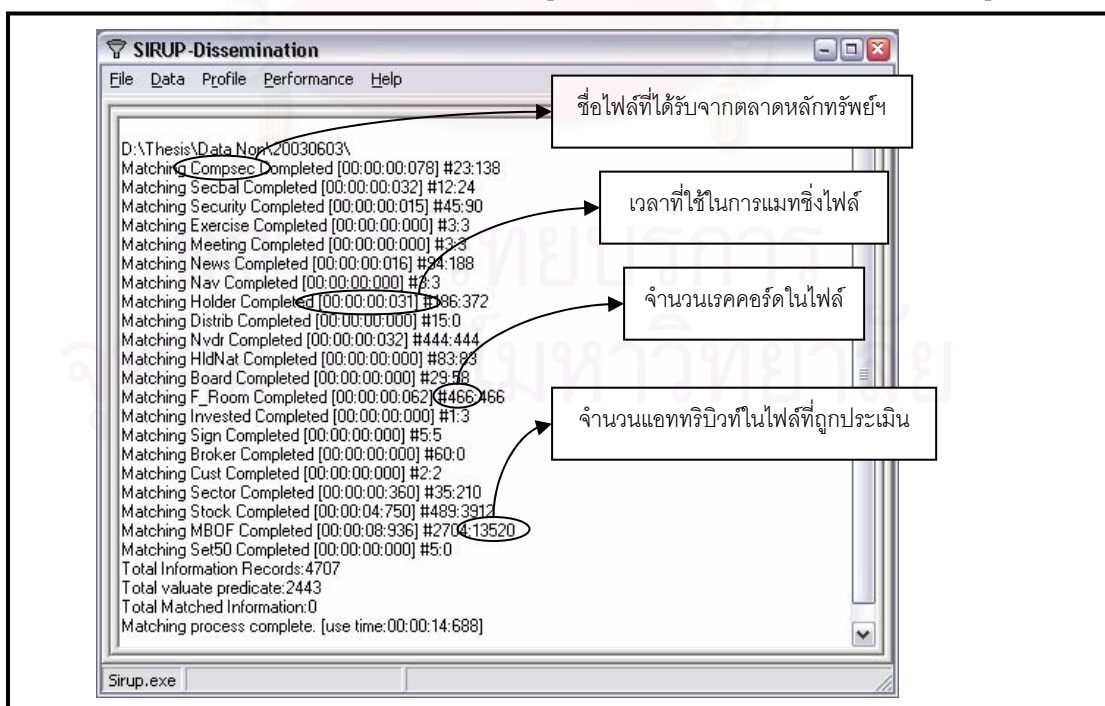 SIRUP-Dissemination
File Data Profile Performance Help
ชื่อไฟล์ที่ได้รับจากตลาดหลักทรัพย์ฯ
D:\Thesis\Data Non\20030603\
Matching Compsec Completed [00:00:00:078] #23:138
Matching Secbal Completed [00:00:00:032] #12:24
เวลาที่ใช้ในการแมทชิ่งไฟล์
Matching Security Completed [00:00:00:015] #45:90
Matching Exercise Completed [00:00:00:000] #3:3
Matching Meeting Completed [00:00:00:000] #3:3
Matching News Completed [00:00:00:016] #94:188
Matching Nav Completed [00:00:00:000] #3:3
จำนวนเรคคอร์ดในไฟล์
Matching Holder Completed [00:00:00:031] #186:372
Matching Distrib Completed [00:00:00:000] #15:0
Matching Nvdr Completed [00:00:00:032] #444:444
Matching HldNat Completed [00:00:00:000] #83:83
Matching Board Completed [00:00:00:000] #29:58
Matching F_Room Completed [00:00:00:062] #466:466
จำนวนแอททริบิวท์ในไฟล์ที่ถูกประเมิน
Matching Invested Completed [00:00:00:000] #1:3
Matching Sign Completed [00:00:00:000] #5:5
Matching Broker Completed [00:00:00:000] #60:0
Matching Cust Completed [00:00:00:000] #2:2
Matching Sector Completed [00:00:00:360] #35:210
Matching Stock Completed [00:00:04:750] #489:3912
Matching MBOF Completed [00:00:08:936] #2704:13520
Matching Set50 Completed [00:00:00:000] #5:0
Total Information Records:4707
Total valuate predicate:2443
Total Matched Information:0
Matching process complete. [use time:00:00:14:688]
Sirup.exe